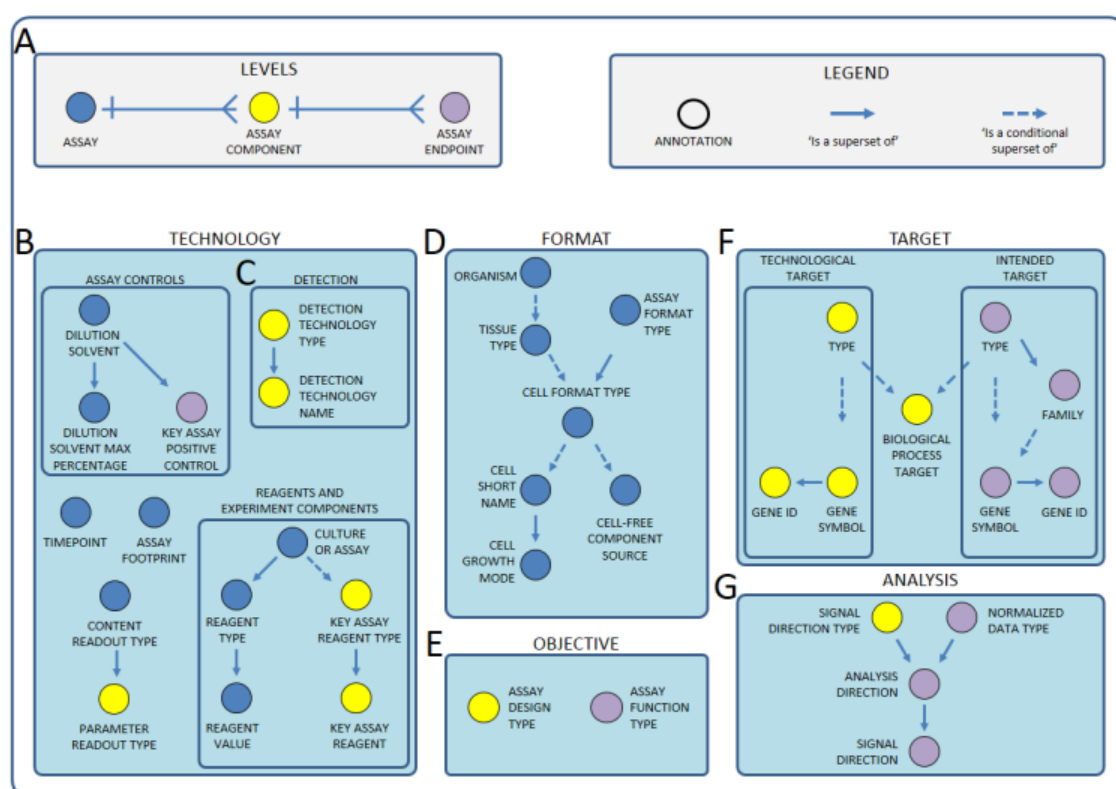 A
LEVELS
ASSAY
ASSAY
COMPONENT
ASSAY
ENDPOINT
LEGEND
ANNOTATION
'Is a superset of'
'Is a conditional
superset of'
B
TECHNOLOGY
ASSAY CONTROLS
DILUTION
SOLVENT
DILUTION
SOLVENT MAX
PERCENTAGE
KEY ASSAY
POSITIVE
CONTROL
C
DETECTION
DETECTION
TECHNOLOGY
TYPE
DETECTION
TECHNOLOGY
NAME
TIMEPOINT
ASSAY
FOOTPRINT
CONTENT
READOUT TYPE
PARAMETER
READOUT TYPE
REAGENTS AND
EXPERIMENT COMPONENTS
CULTURE
OR ASSAY
REAGENT
TYPE
KEY ASSAY
REAGENT TYPE
REAGENT
VALUE
KEY ASSAY
REAGENT
D
FORMAT
ORGANISM
ASSAY
FORMAT
TYPE
TISSUE
TYPE
CELL FORMAT TYPE
CELL
SHORT
NAME
CELL-FREE
COMPONENT
SOURCE
CELL
GROWTH
MODE
E
OBJECTIVE
ASSAY
DESIGN
TYPE
ASSAY
FUNCTION
TYPE
F
TARGET
TECHNOLOGICAL
TARGET
INTENDED
TARGET
TYPE
TYPE
FAMILY
BIOLOGICAL
PROCESS
TARGET
GENE ID
GENE
SYMBOL
GENE
SYMBOL
GENE ID
G
ANALYSIS
SIGNAL
DIRECTION TYPE
NORMALIZED
DATA TYPE
ANALYSIS
DIRECTION
SIGNAL
DIRECTION